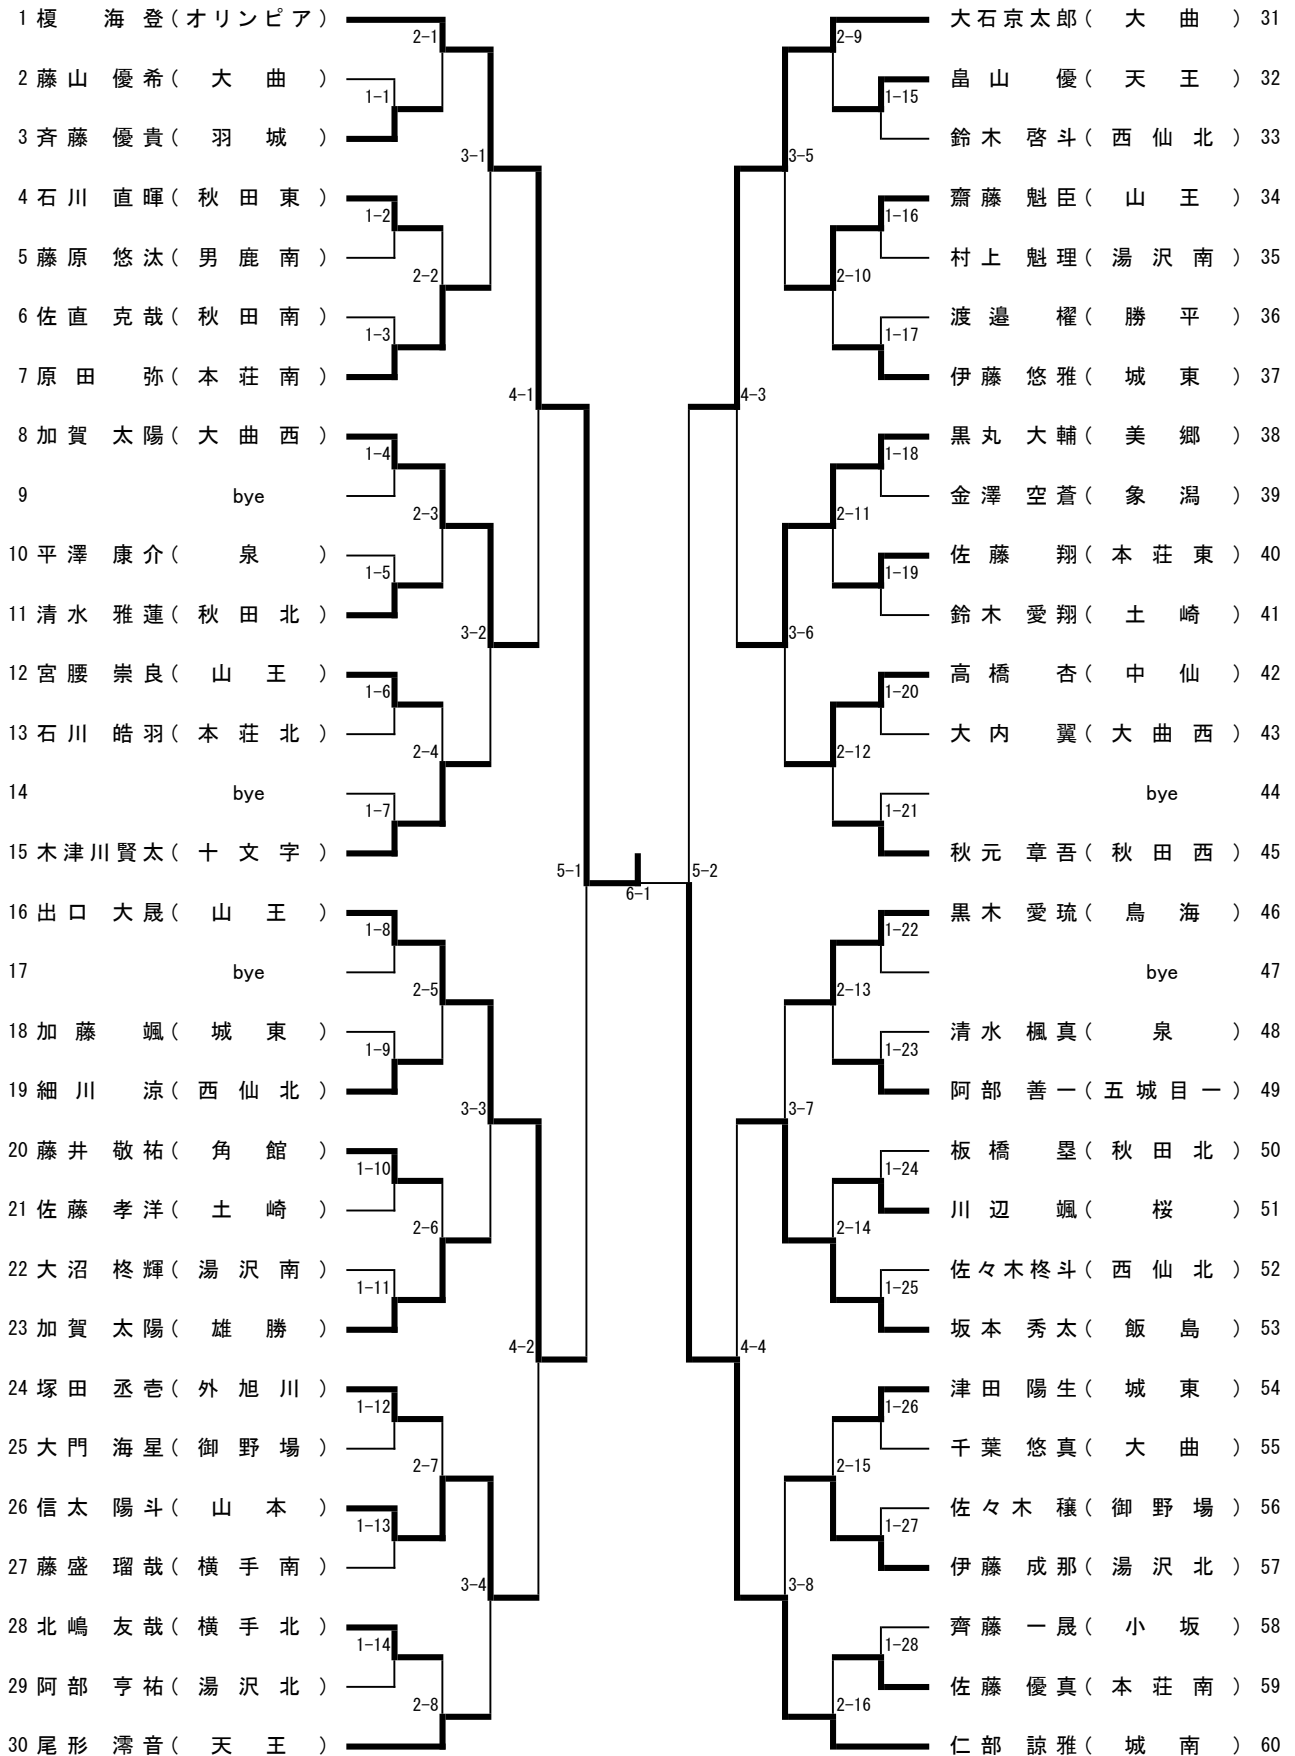 1 榎 海 登 (オリンピア)
2 藤 山 優 希 ( 大 曲 )
3 斉 藤 優 貴 ( 羽 城 )
4 石 川 直 暉 ( 秋 田 東 )
5 藤 原 悠 汰 ( 男 鹿 南 )
6 佐 直 克 哉 ( 秋 田 南 )
7 原 田 弥 ( 本 荘 南 )
8 加 賀 太 陽 ( 大 曲 西 )
9 bye
10 平 澤 康 介 ( 泉 )
11 清 水 雅 蓮 ( 秋 田 北 )
12 宮 腰 崇 良 ( 山 王 )
13 石 川 皓 羽 ( 本 荘 北 )
14 bye
15 木津川賢太 ( 十 文 字 )
16 出 口 大 晟 ( 山 王 )
17 bye
18 加 藤 颯 ( 城 東 )
19 細 川 涼 ( 西 仙 北 )
20 藤 井 敬 祐 ( 角 館 )
21 佐 藤 孝 洋 ( 土 崎 )
22 大 沼 柊 輝 ( 湯 沢 南 )
23 加 賀 太 陽 ( 雄 勝 )
24 塚 田 丞 壱 ( 外 旭 川 )
25 大 門 海 星 ( 御 野 場 )
26 信 太 陽 斗 ( 山 本 )
27 藤 盛 瑠 哉 ( 横 手 南 )
28 北 嶋 友 哉 ( 横 手 北 )
29 阿 部 亨 祐 ( 湯 沢 北 )
30 尾 形 澪 音 ( 天 王 )
1-1
1-2
1-3
1-4
1-5
1-6
1-7
1-8
1-9
1-10
1-11
1-12
1-13
1-14
2-1
2-2
2-3
2-4
2-5
2-6
2-7
2-8
3-1
3-2
3-3
3-4
4-1
4-2
5-1
6-1
5-2
4-3
4-4
3-5
3-6
3-7
3-8
2-9
2-10
2-11
2-12
2-13
2-14
2-15
2-16
1-15
1-16
1-17
1-18
1-19
1-20
1-21
1-22
1-23
1-24
1-25
1-26
1-27
1-28
大石京太郎 ( 大 曲 ) 31
畠 山 優 ( 天 王 ) 32
鈴 木 啓 斗 ( 西 仙 北 ) 33
齋 藤 魁 臣 ( 山 王 ) 34
村 上 魁 理 ( 湯 沢 南 ) 35
渡 邉 櫂 ( 勝 平 ) 36
伊 藤 悠 雅 ( 城 東 ) 37
黒 丸 大 輔 ( 美 郷 ) 38
金 澤 空 蒼 ( 象 潟 ) 39
佐 藤 翔 ( 本 荘 東 ) 40
鈴 木 愛 翔 ( 土 崎 ) 41
高 橋 杏 ( 中 仙 ) 42
大 内 翼 ( 大 曲 西 ) 43
bye 44
秋 元 章 吾 ( 秋 田 西 ) 45
黒 木 愛 琉 ( 鳥 海 ) 46
bye 47
清 水 楓 真 ( 泉 ) 48
阿 部 善 一 ( 五 城 目 一 ) 49
板 橋 塁 ( 秋 田 北 ) 50
川 辺 颯 ( 桜 ) 51
佐々木柊斗 ( 西 仙 北 ) 52
坂 本 秀 太 ( 飯 島 ) 53
津 田 陽 生 ( 城 東 ) 54
千 葉 悠 真 ( 大 曲 ) 55
佐 々 木 穣 ( 御 野 場 ) 56
伊 藤 成 那 ( 湯 沢 北 ) 57
齊 藤 一 晟 ( 小 坂 ) 58
佐 藤 優 真 ( 本 荘 南 ) 59
仁 部 諒 雅 ( 城 南 ) 60